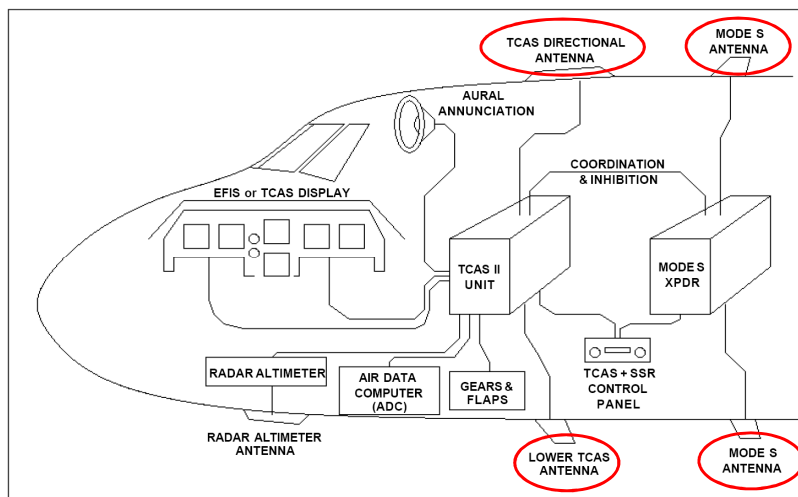 TCAS DIRECTIONAL
ANTENNA
MODE S
ANTENNA
AURAL
ANNUNCIATION
COORDINATION
& INHIBITION
EFIS or TCAS DISPLAY
TCAS II
UNIT
MODE S
XPDR
RADAR ALTIMETER
AIR DATA
COMPUTER
(ADC)
GEARS &
FLAPS
TCAS + SSR
CONTROL
PANEL
RADAR ALTIMETER
ANTENNA
LOWER TCAS
ANTENNA
MODE S
ANTENNA